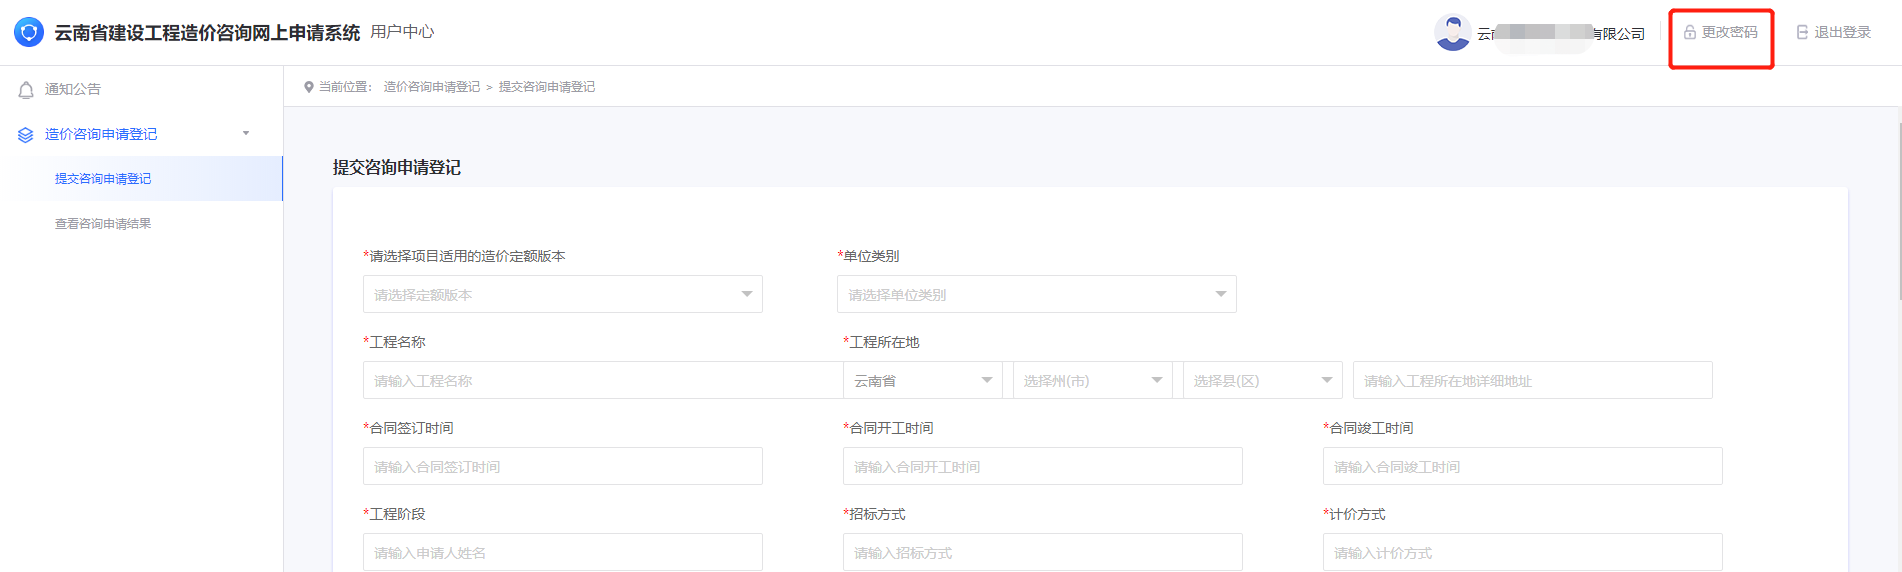 云南省建设工程造价咨询网上申请系统 用户中心
云 有限公司 更改密码 退出登录
通知公告
造价咨询申请登记
提交咨询申请登记
查看咨询申请结果
当前位置： 造价咨询申请登记 > 提交咨询申请登记
提交咨询申请登记
*请选择项目适用的造价定额版本 *单位类别
请选择定额版本 请选择单位类别
*工程名称 *工程所在地
请输入工程名称 云南省 选择州(市) 选择县(区) 请输入工程所在地详细地址
*合同签订时间 *合同开工时间 *合同竣工时间
请输入合同签订时间 请输入合同开工时间 请输入合同竣工时间
*工程阶段 *招标方式 *计价方式
请输入申请人姓名 请输入招标方式 请输入计价方式